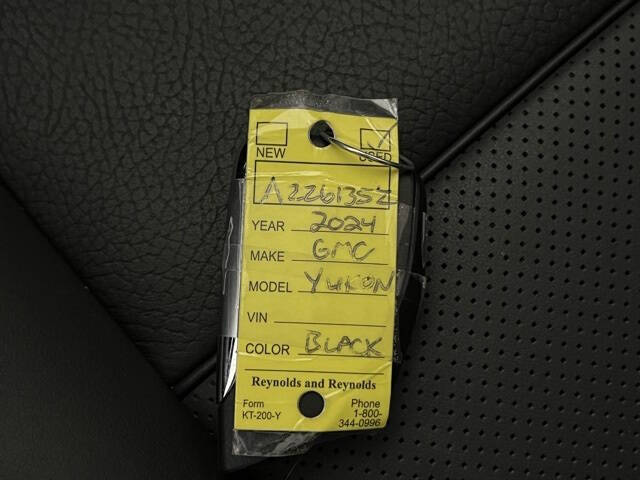 NEW USED
A226135Z
YEAR 2024
MAKE GMC
MODEL YUKON
VIN
COLOR BLACK
Reynolds and Reynolds
Form
KT-200-Y
Phone
1-800-
344-0996